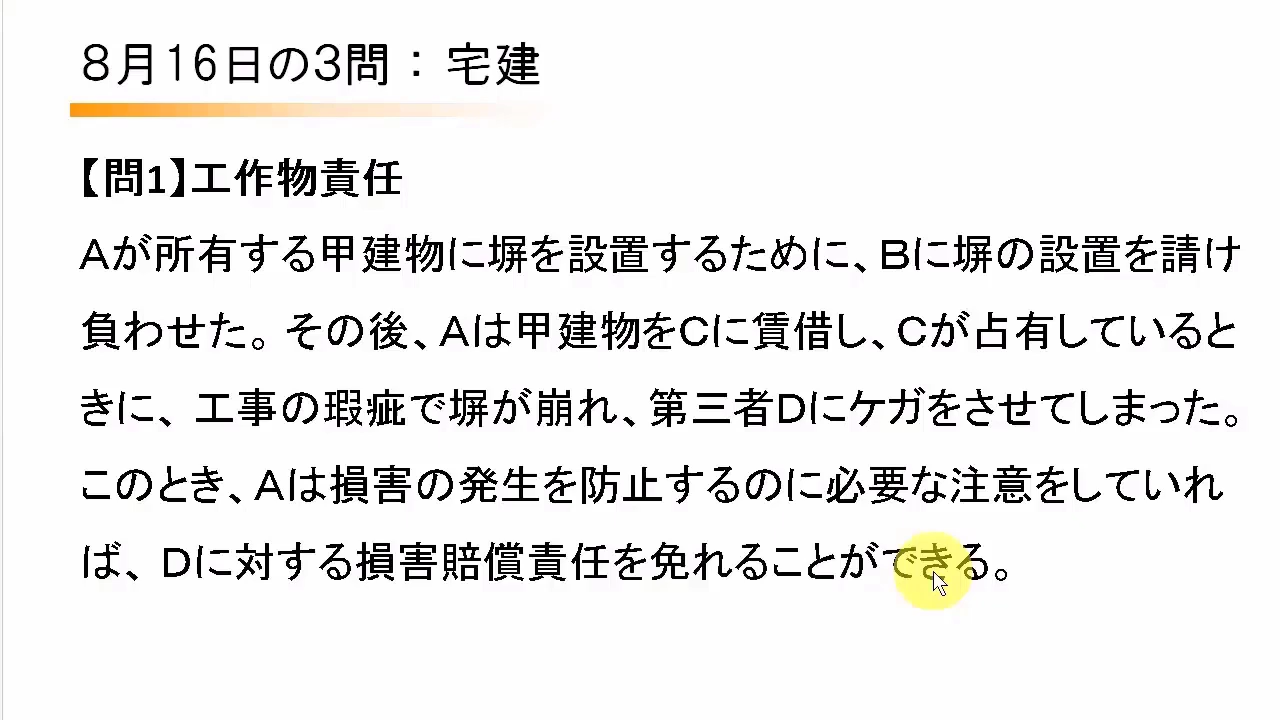 8月16日の3問：宅建
【問1】工作物責任
Aが所有する甲建物に塀を設置するために、Bに塀の設置を請け
負わせた。その後、Aは甲建物をCに賃借し、Cが占有していると
きに、工事の瑕疵で塀が崩れ、第三者Dにケガをさせてしまった。
このとき、Aは損害の発生を防止するのに必要な注意をしていれ
ば、Dに対する損害賠償責任を免れることができる。